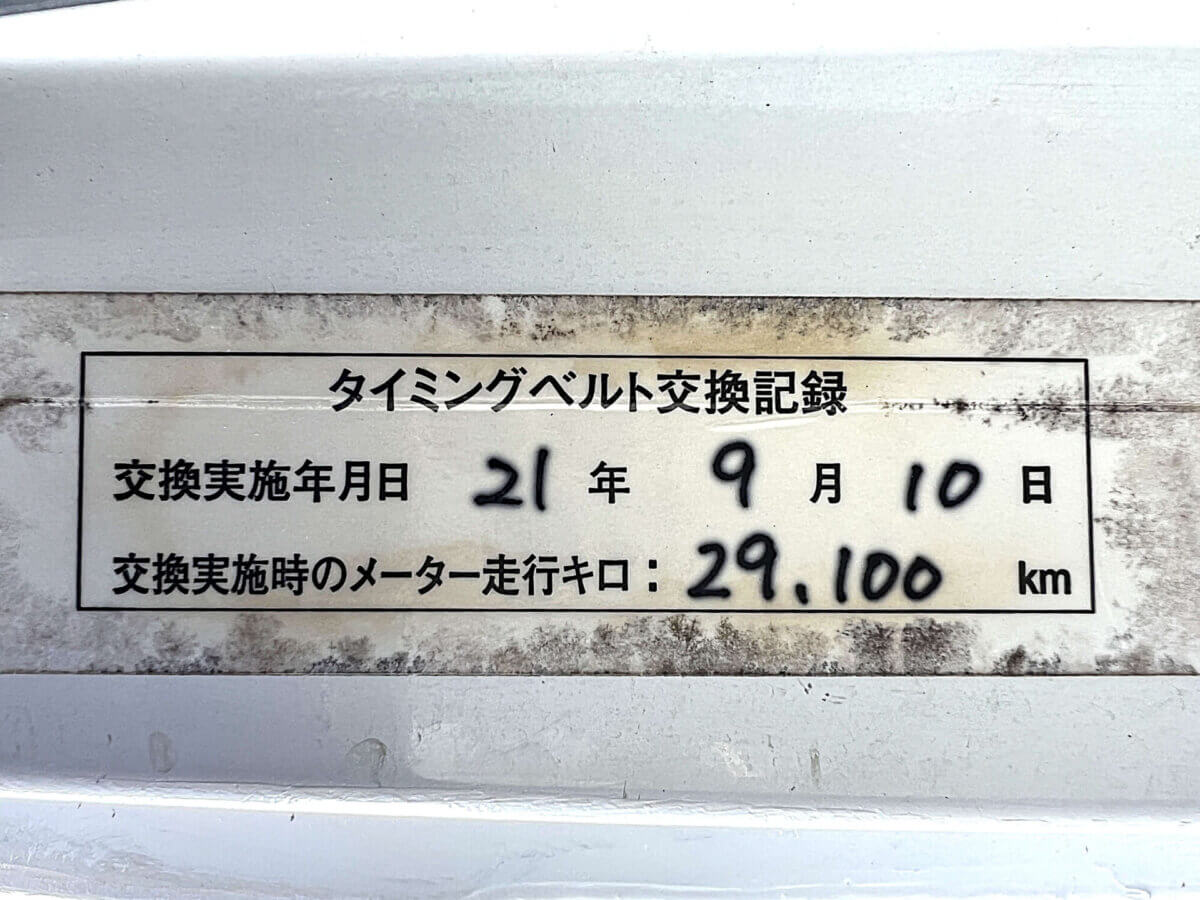 タイミングベルト交換記録
交換実施年月日 21 年 9 月 10 日
交換実施時のメーター走行キロ：29.100 km